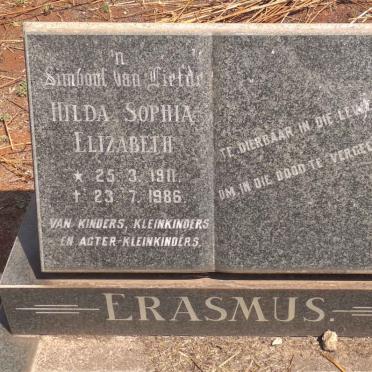 'n
Simbool van Liefde
HILDA SOPHIA
ELIZABETH
★ 25. 3. 1911.
† 23. 7. 1986.
VAN KINDERS, KLEINKINDERS
EN AGTER-KLEINKINDERS.
TE DIERBAAR IN DIE LEWE
OM IN DIE DOOD TE VERGEE
ERASMUS.